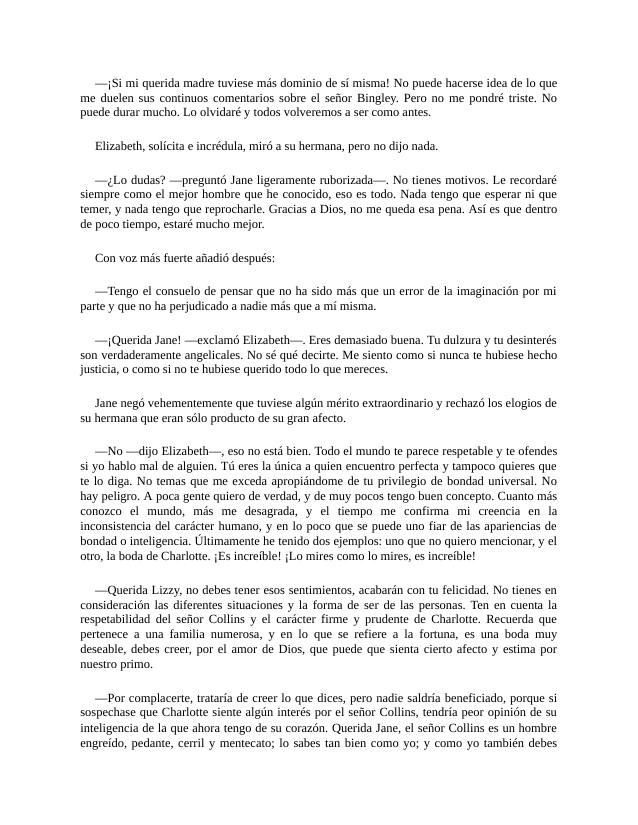 —¡Si mi querida madre tuviese más dominio de sí misma! No puede hacerse idea de lo que
me duelen sus continuos comentarios sobre el señor Bingley. Pero no me pondré triste. No
puede durar mucho. Lo olvidaré y todos volveremos a ser como antes.
Elizabeth, solícita e incrédula, miró a su hermana, pero no dijo nada.
—¿Lo dudas? —preguntó Jane ligeramente ruborizada—. No tienes motivos. Le recordaré
siempre como el mejor hombre que he conocido, eso es todo. Nada tengo que esperar ni que
temer, y nada tengo que reprocharle. Gracias a Dios, no me queda esa pena. Así es que dentro
de poco tiempo, estaré mucho mejor.
Con voz más fuerte añadió después:
—Tengo el consuelo de pensar que no ha sido más que un error de la imaginación por mi
parte y que no ha perjudicado a nadie más que a mí misma.
—¡Querida Jane! —exclamó Elizabeth—. Eres demasiado buena. Tu dulzura y tu desinterés
son verdaderamente angelicales. No sé qué decirte. Me siento como si nunca te hubiese hecho
justicia, o como si no te hubiese querido todo lo que mereces.
Jane negó vehementemente que tuviese algún mérito extraordinario y rechazó los elogios de
su hermana que eran sólo producto de su gran afecto.
—No —dijo Elizabeth—, eso no está bien. Todo el mundo te parece respetable y te ofendes
si yo hablo mal de alguien. Tú eres la única a quien encuentro perfecta y tampoco quieres que
te lo diga. No temas que me exceda apropiándome de tu privilegio de bondad universal. No
hay peligro. A poca gente quiero de verdad, y de muy pocos tengo buen concepto. Cuanto más
conozco el mundo, más me desagrada, y el tiempo me confirma mi creencia en la
inconsistencia del carácter humano, y en lo poco que se puede uno fiar de las apariencias de
bondad o inteligencia. Últimamente he tenido dos ejemplos: uno que no quiero mencionar, y el
otro, la boda de Charlotte. ¡Es increíble! ¡Lo mires como lo mires, es increíble!
—Querida Lizzy, no debes tener esos sentimientos, acabarán con tu felicidad. No tienes en
consideración las diferentes situaciones y la forma de ser de las personas. Ten en cuenta la
respetabilidad del señor Collins y el carácter firme y prudente de Charlotte. Recuerda que
pertenece a una familia numerosa, y en lo que se refiere a la fortuna, es una boda muy
deseable, debes creer, por el amor de Dios, que puede que sienta cierto afecto y estima por
nuestro primo.
—Por complacerte, trataría de creer lo que dices, pero nadie saldría beneficiado, porque si
sospechase que Charlotte siente algún interés por el señor Collins, tendría peor opinión de su
inteligencia de la que ahora tengo de su corazón. Querida Jane, el señor Collins es un hombre
engreído, pedante, cerril y mentecato; lo sabes tan bien como yo; y como yo también debes